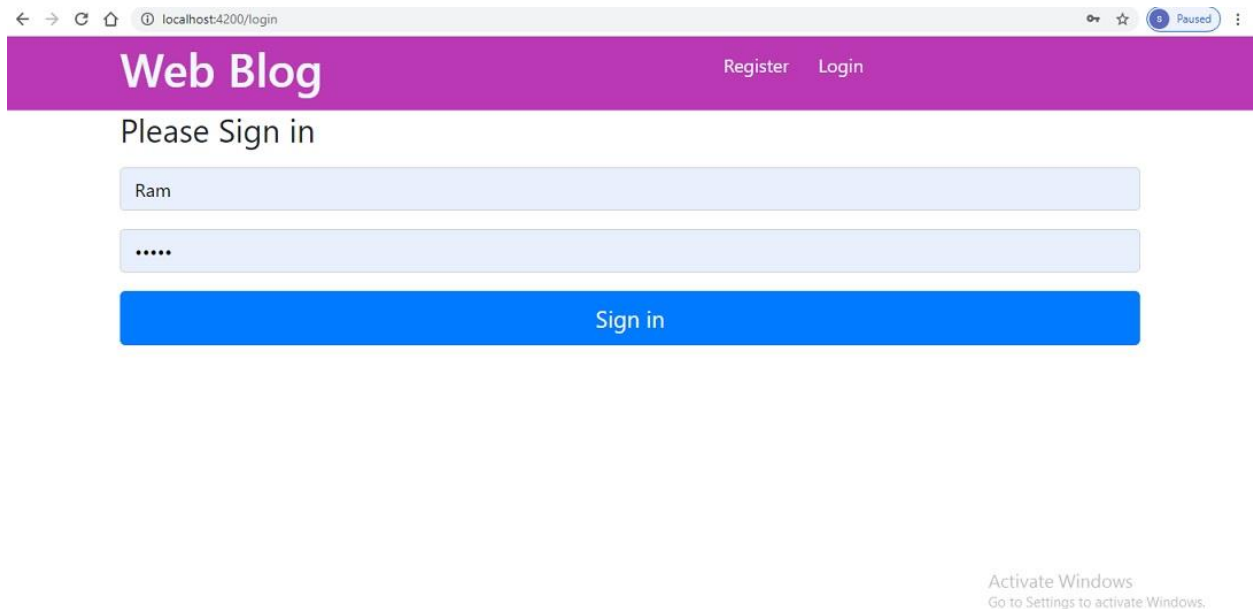 localhost:4200/login
S Paused
Web Blog Register Login
Please Sign in
Ram
•••••
Sign in
Activate Windows
Go to Settings to activate Windows.